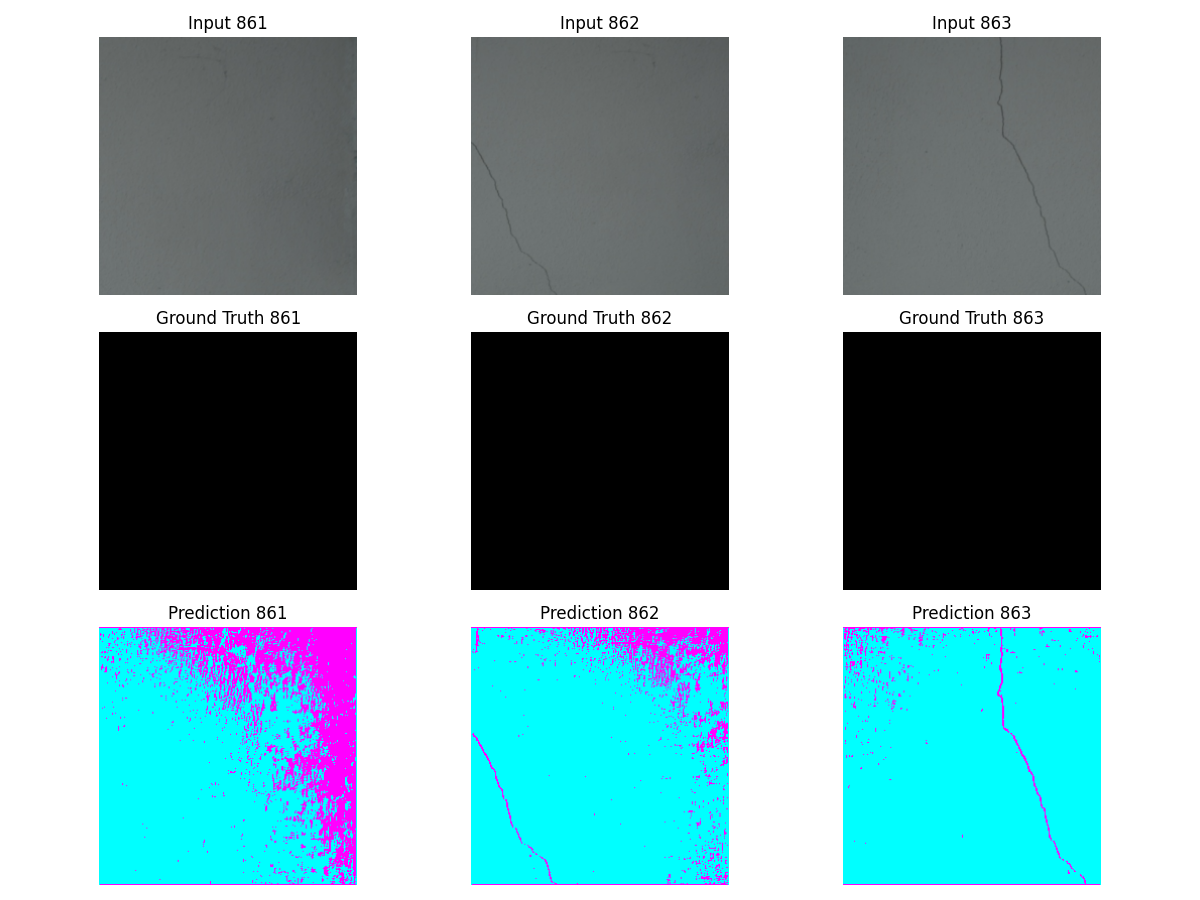 Input 861
Input 862
Input 863
Ground Truth 861
Ground Truth 862
Ground Truth 863
Prediction 861
Prediction 862
Prediction 863